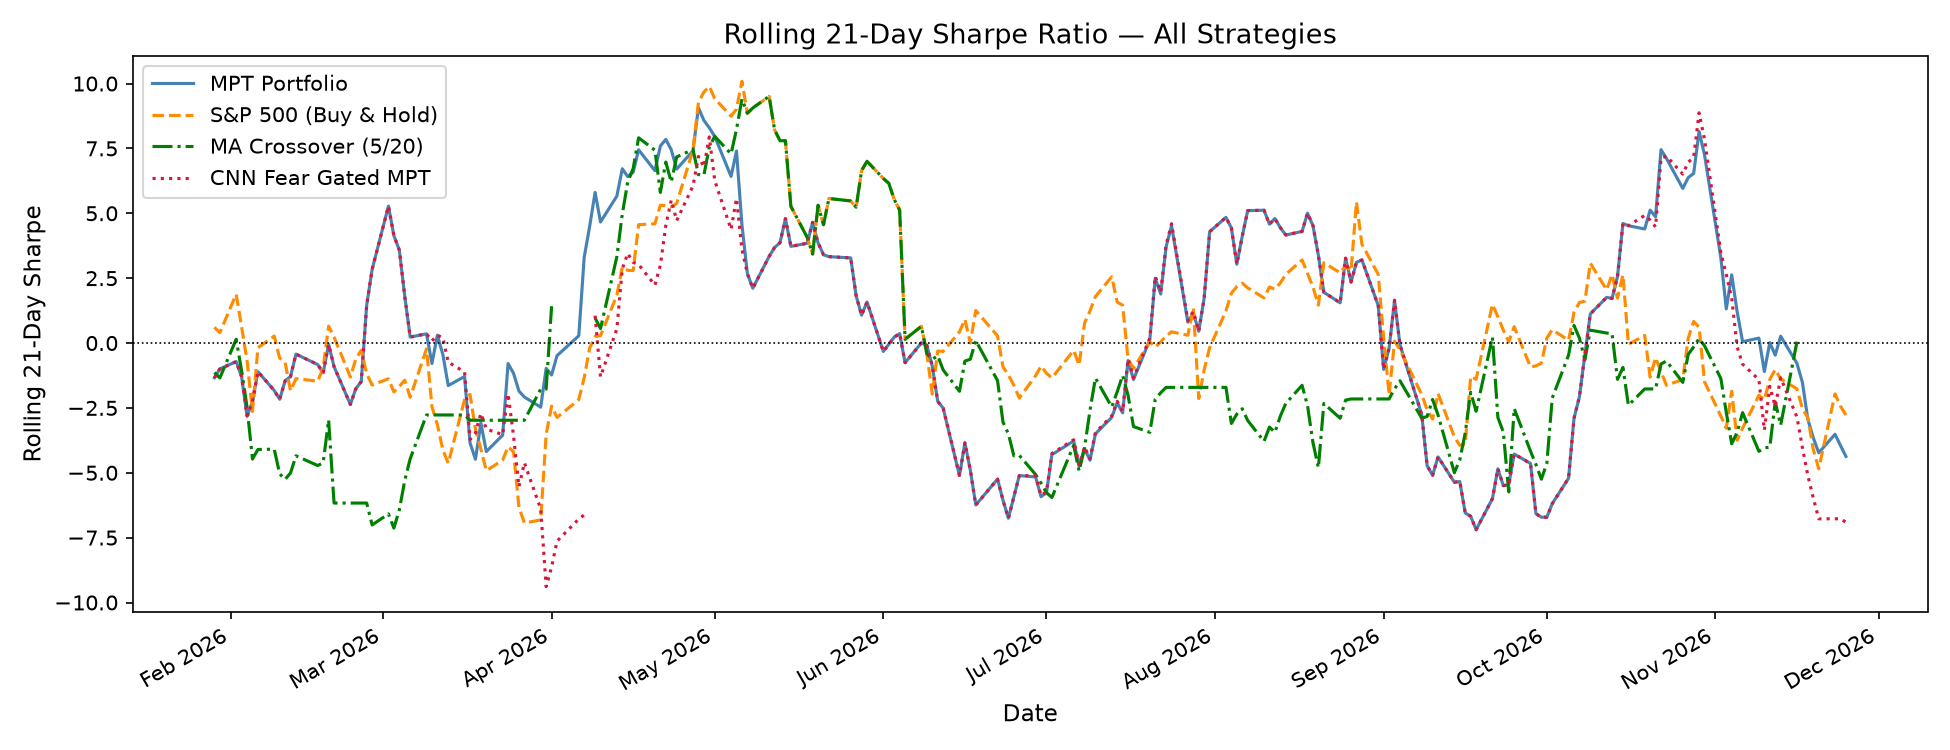 Rolling 21-Day Sharpe Ratio — All Strategies
MPT Portfolio
S&P 500 (Buy & Hold)
MA Crossover (5/20)
CNN Fear Gated MPT
Rolling 21-Day Sharpe
10.0
7.5
5.0
2.5
0.0
−2.5
−5.0
−7.5
−10.0
Feb 2026
Mar 2026
Apr 2026
May 2026
Jun 2026
Jul 2026
Aug 2026
Sep 2026
Oct 2026
Nov 2026
Dec 2026
Date